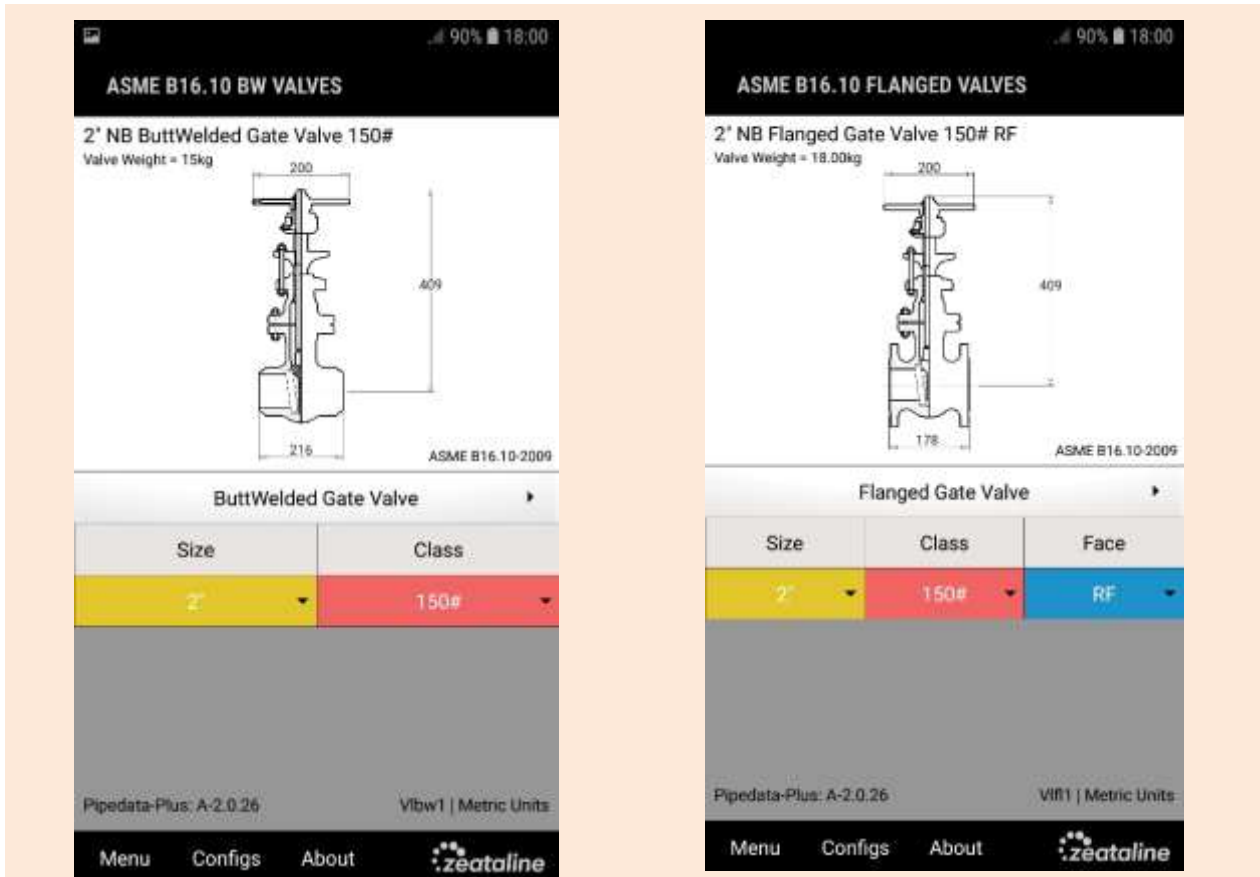 90% 18:00
ASME B16.10 BW VALVES
2" NB ButtWelded Gate Valve 150#
Valve Weight = 15kg
200
409
216
ASME B16.10-2009
ButtWelded Gate Valve
Size Class
2" 150#
Pipedata-Plus: A-2.0.26 Vlbw1 | Metric Units
Menu Configs About zeataline
90% 18:00
ASME B16.10 FLANGED VALVES
2" NB Flanged Gate Valve 150# RF
Valve Weight = 18.00kg
200
409
178
ASME B16.10-2009
Flanged Gate Valve
Size Class Face
2" 150# RF
Pipedata-Plus: A-2.0.26 Vlfl1 | Metric Units
Menu Configs About zeataline